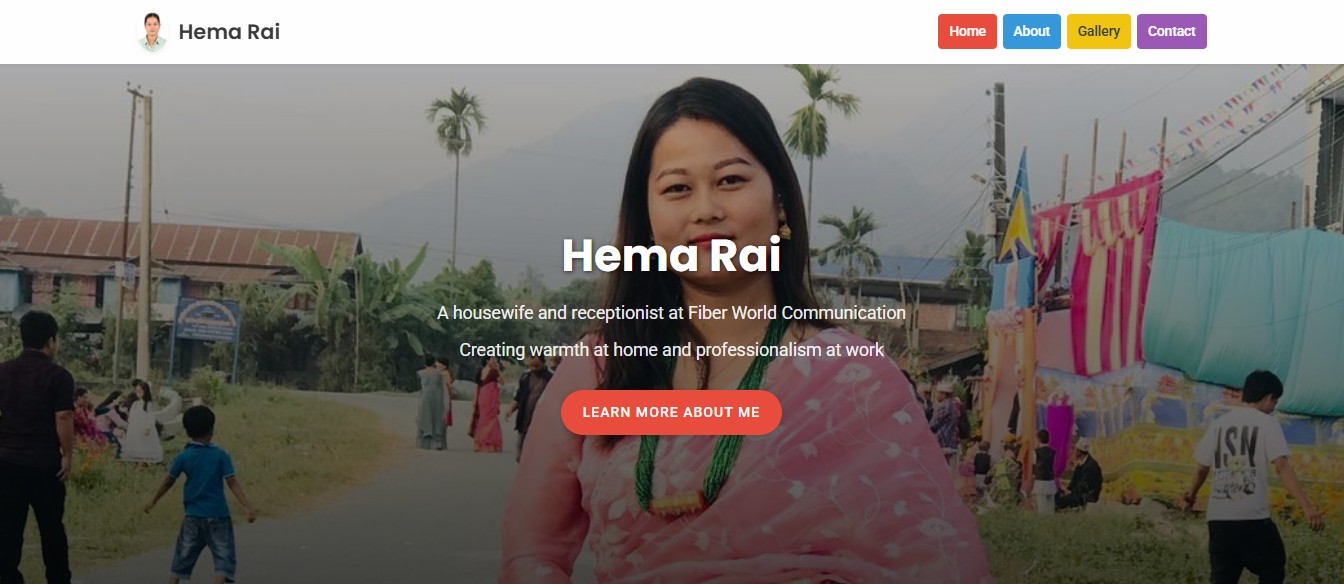 Hema Rai
Home
About
Gallery
Contact
Hema Rai
A housewife and receptionist at Fiber World Communication
Creating warmth at home and professionalism at work
LEARN MORE ABOUT ME